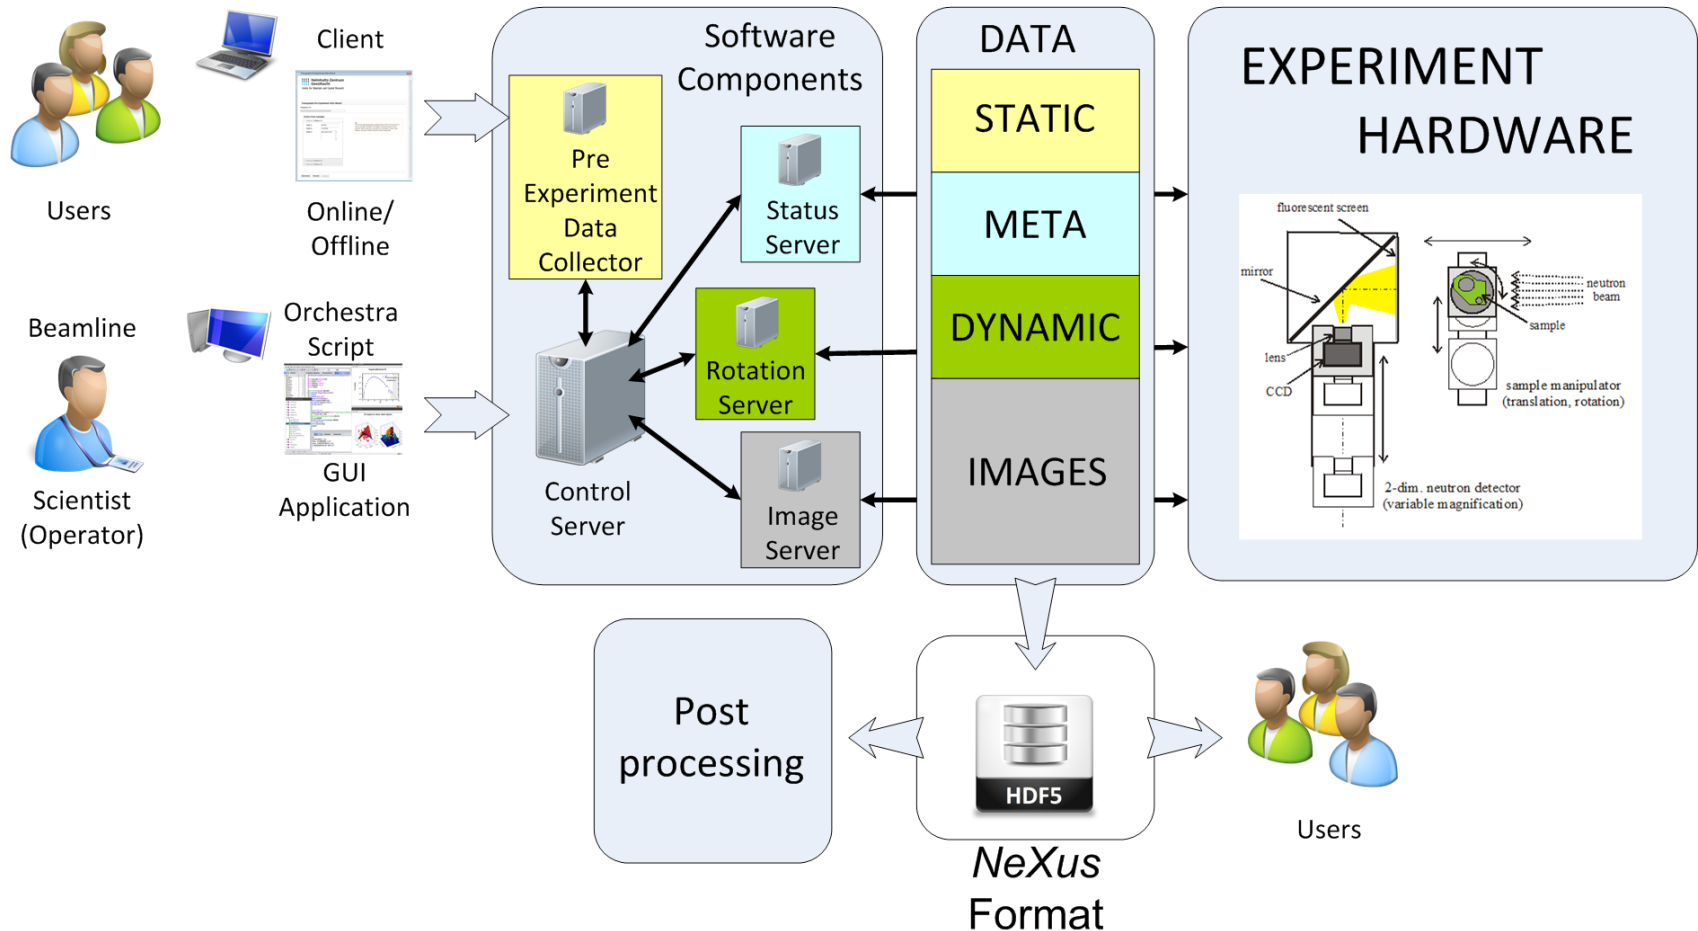 Users
Client
Online/
Offline
Beamline
Scientist
(Operator)
Orchestra
Script
GUI
Application
Software
Components
Pre
Experiment
Data
Collector
Status
Server
Rotation
Server
Image
Server
Control
Server
DATA
STATIC
META
DYNAMIC
IMAGES
EXPERIMENT
HARDWARE
fluorescent screen
mirror
lens
CCD
neutron
beam
sample
sample manipulator
(translation, rotation)
2-dim. neutron detector
(variable magnification)
Post
processing
HDF5
NeXus
Format
Users